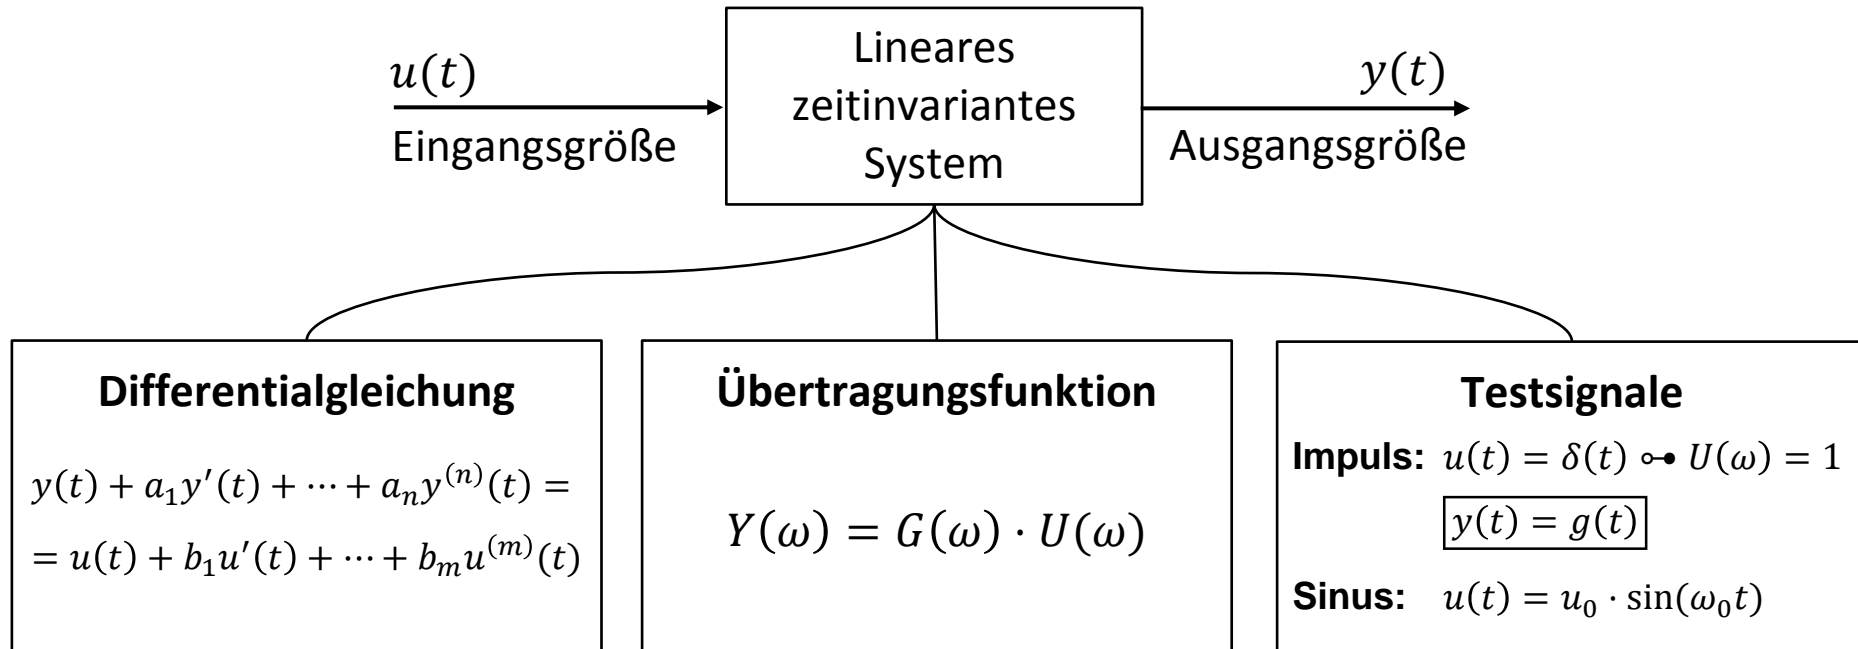 u(t)
Eingangsgröße
Lineares
zeitinvariantes
System
y(t)
Ausgangsgröße
Differentialgleichung
y(t) + a₁y′(t) + ⋯ + aₙy⁽ⁿ⁾(t) =
= u(t) + b₁u′(t) + ⋯ + bₘu⁽ᵐ⁾(t)
Übertragungsfunktion
Y(ω) = G(ω) ⋅ U(ω)
Testsignale
Impuls: u(t) = δ(t) ⊶ U(ω) = 1
y(t) = g(t)
Sinus: u(t) = u₀ ⋅ sin(ω₀t)